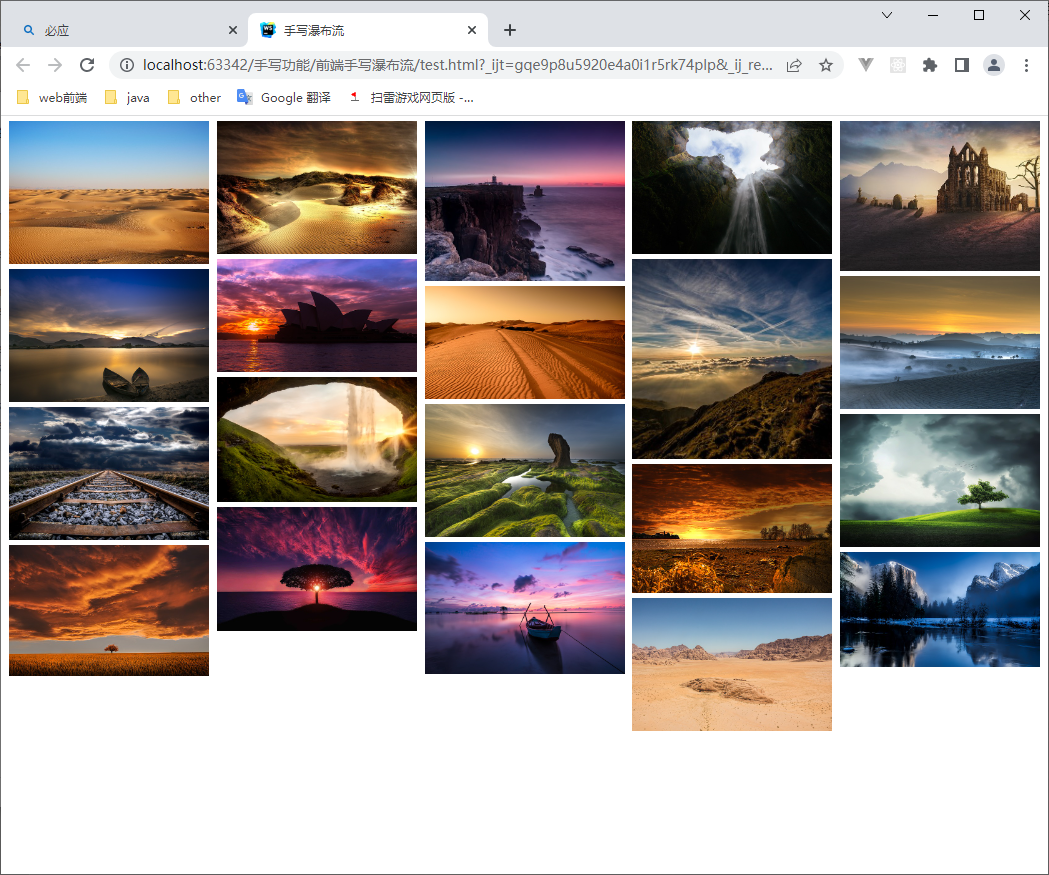 必应
手写瀑布流
localhost:63342/手写功能/前端手写瀑布流/test.html?_ijt=gqe9p8u5920e4a0i1r5rk74plp&_ij_re...
web前端 java other Google 翻译 扫雷游戏网页版 -...